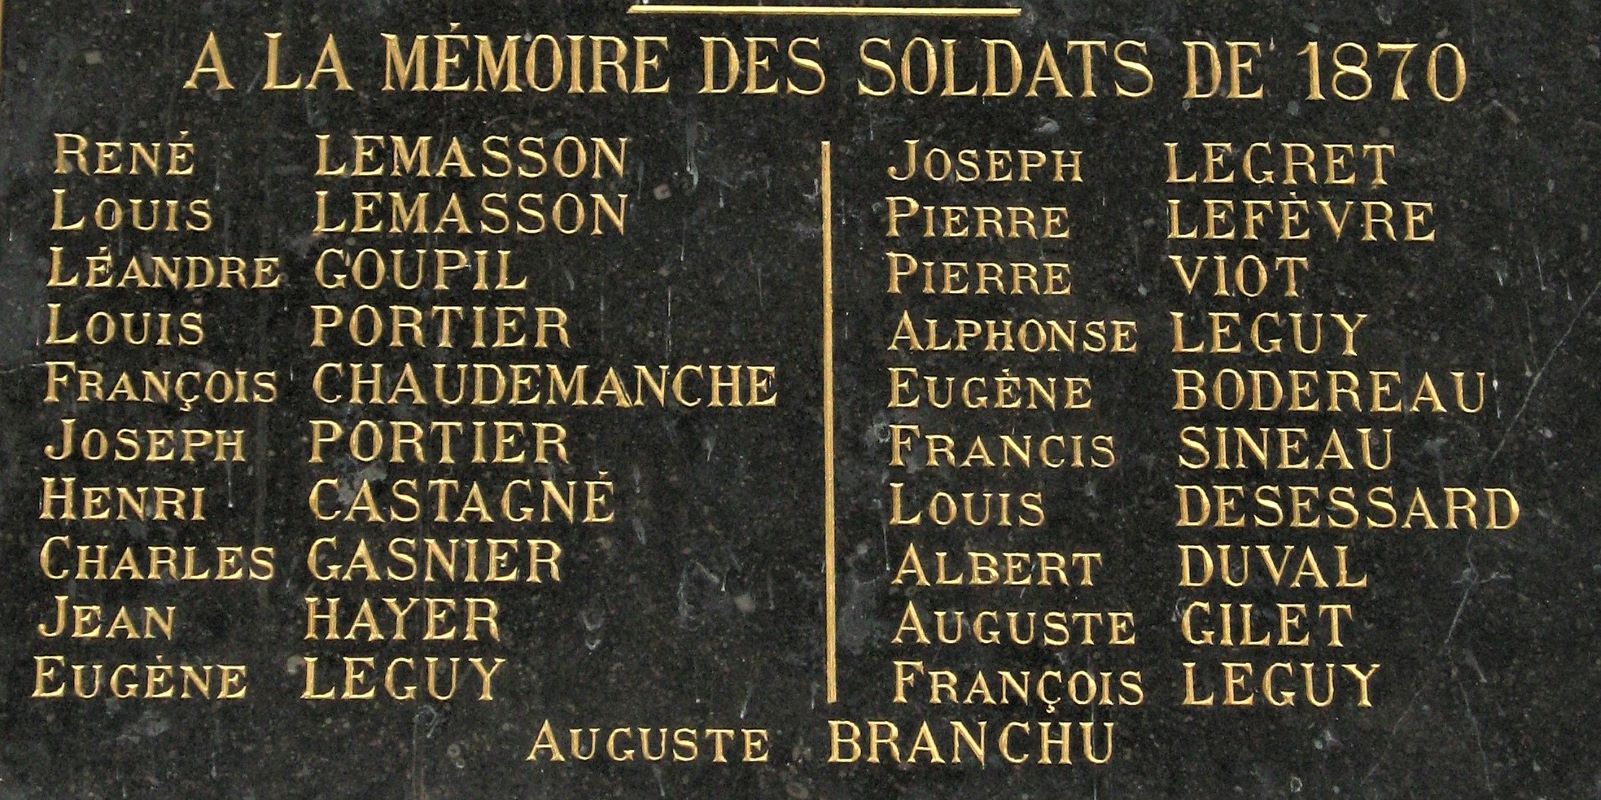 A LA MÉMOIRE DES SOLDATS DE 1870
RENÉ LEMASSON
LOUIS LEMASSON
LÉANDRE GOUPIL
LOUIS PORTIER
FRANÇOIS CHAUDEMANCHE
JOSEPH PORTIER
HENRI CASTAGNÉ
CHARLES GASNIER
JEAN HAYER
EUGÈNE LEGUY
JOSEPH LEGRET
PIERRE LEFÈVRE
PIERRE VIOT
ALPHONSE LEGUY
EUGÈNE BODEREAU
FRANCIS SINEAU
LOUIS DESESSARD
ALBERT DUVAL
AUGUSTE GILET
FRANÇOIS LEGUY
AUGUSTE BRANCHU